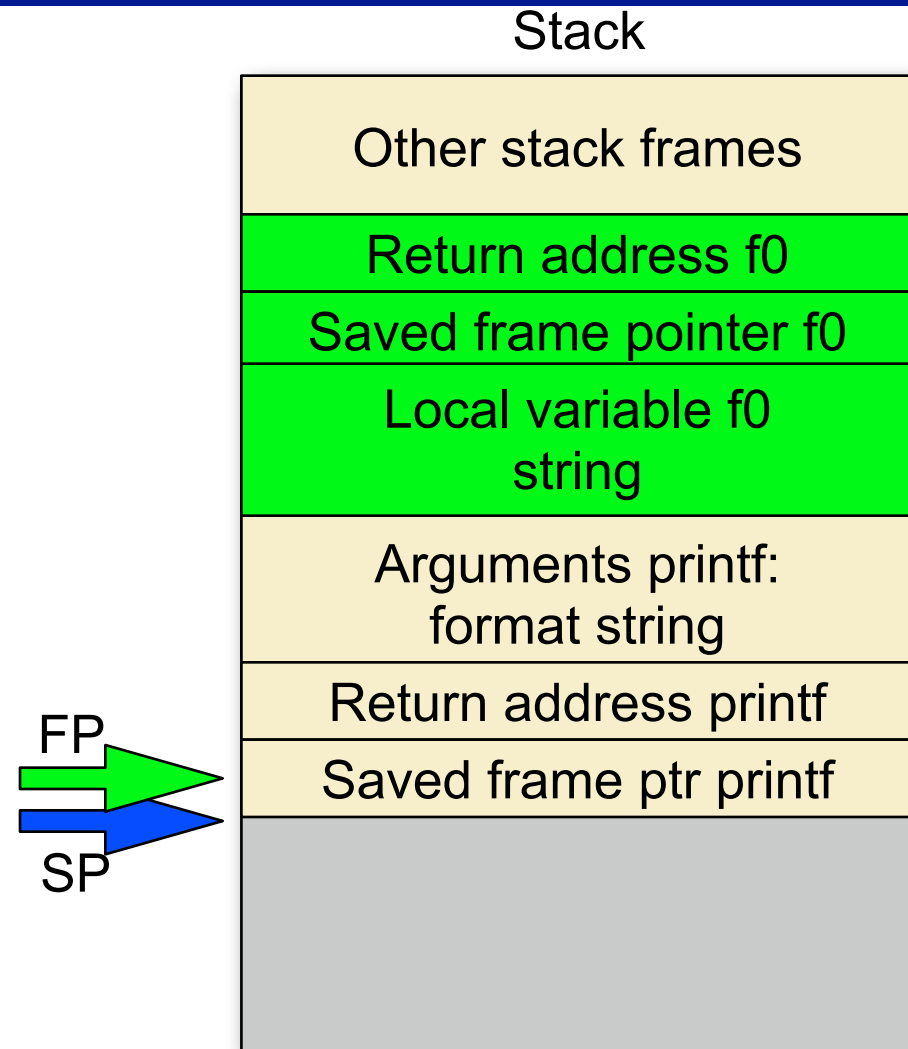 Stack
Other stack frames
Return address f0
Saved frame pointer f0
Local variable f0
string
Arguments printf:
format string
Return address printf
FP
Saved frame ptr printf
SP